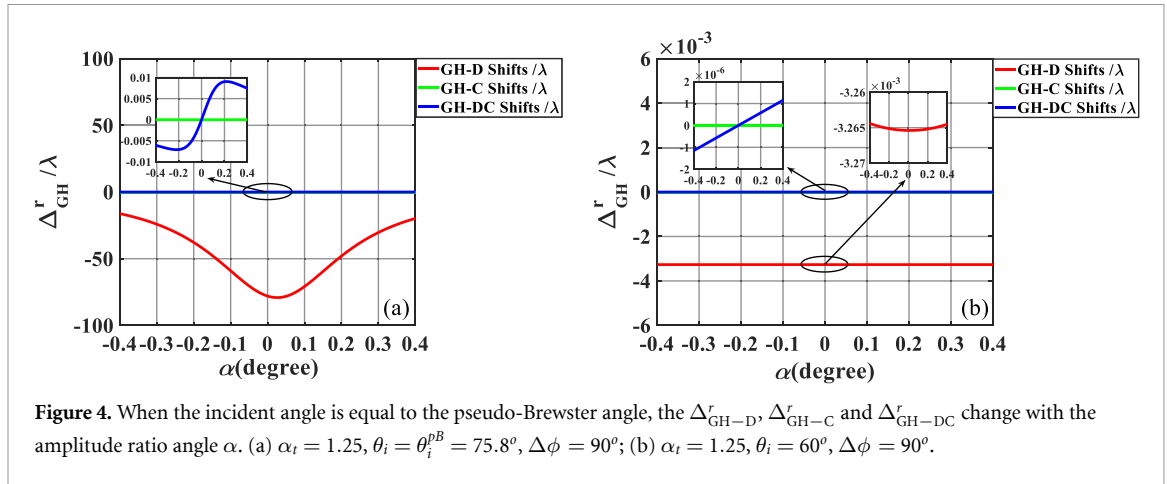 100
50
0
-50
-100
Δ^r_GH /λ
-0.4 -0.3 -0.2 -0.1 0 0.1 0.2 0.3 0.4
α(degree)
GH-D Shifts /λ
GH-C Shifts /λ
GH-DC Shifts /λ
0.01
0.005
0
-0.005
-0.01
-0.4 -0.2 0 0.2 0.4
(a)
×10⁻³
6
4
2
0
-2
-4
-6
Δ^r_GH /λ
-0.4 -0.3 -0.2 -0.1 0 0.1 0.2 0.3 0.4
α(degree)
GH-D Shifts /λ
GH-C Shifts /λ
GH-DC Shifts /λ
×10⁻⁶
2
1
0
-1
-2
-0.4 -0.2 0 0.2 0.4
×10⁻³
-3.26
-3.265
-3.27
-0.4 -0.2 0 0.2 0.4
(b)
Figure 4. When the incident angle is equal to the pseudo-Brewster angle, the Δ^r_GH−D, Δ^r_GH−C and Δ^r_GH−DC change with the
amplitude ratio angle α. (a) α_t = 1.25, θ_i = θ_i^pB = 75.8°, Δϕ = 90°; (b) α_t = 1.25, θ_i = 60°, Δϕ = 90°.